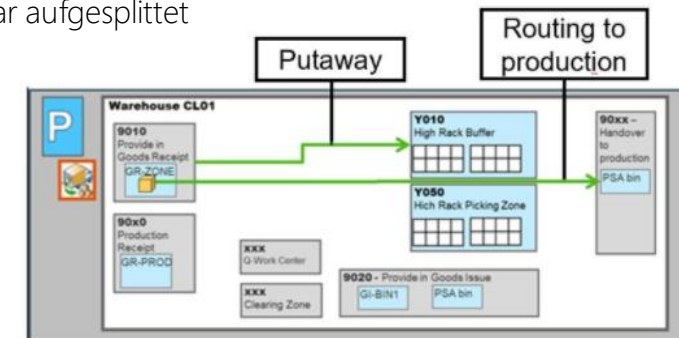 ar aufgesplittet
Routing to
production
Putaway
P
Warehouse CL01
9010
Provide in
Goods Receipt
GR-ZONE
Y010
High Rack Buffer
90xx –
Handover
to
production
PSA bin
Y050
Hich Rack Picking Zone
90x0
Production
Receipt
GR-PROD
xxx
Q-Work Center
xxx
Clearing Zone
9020 - Provide in Goods Issue
GI-BIN1
PSA bin